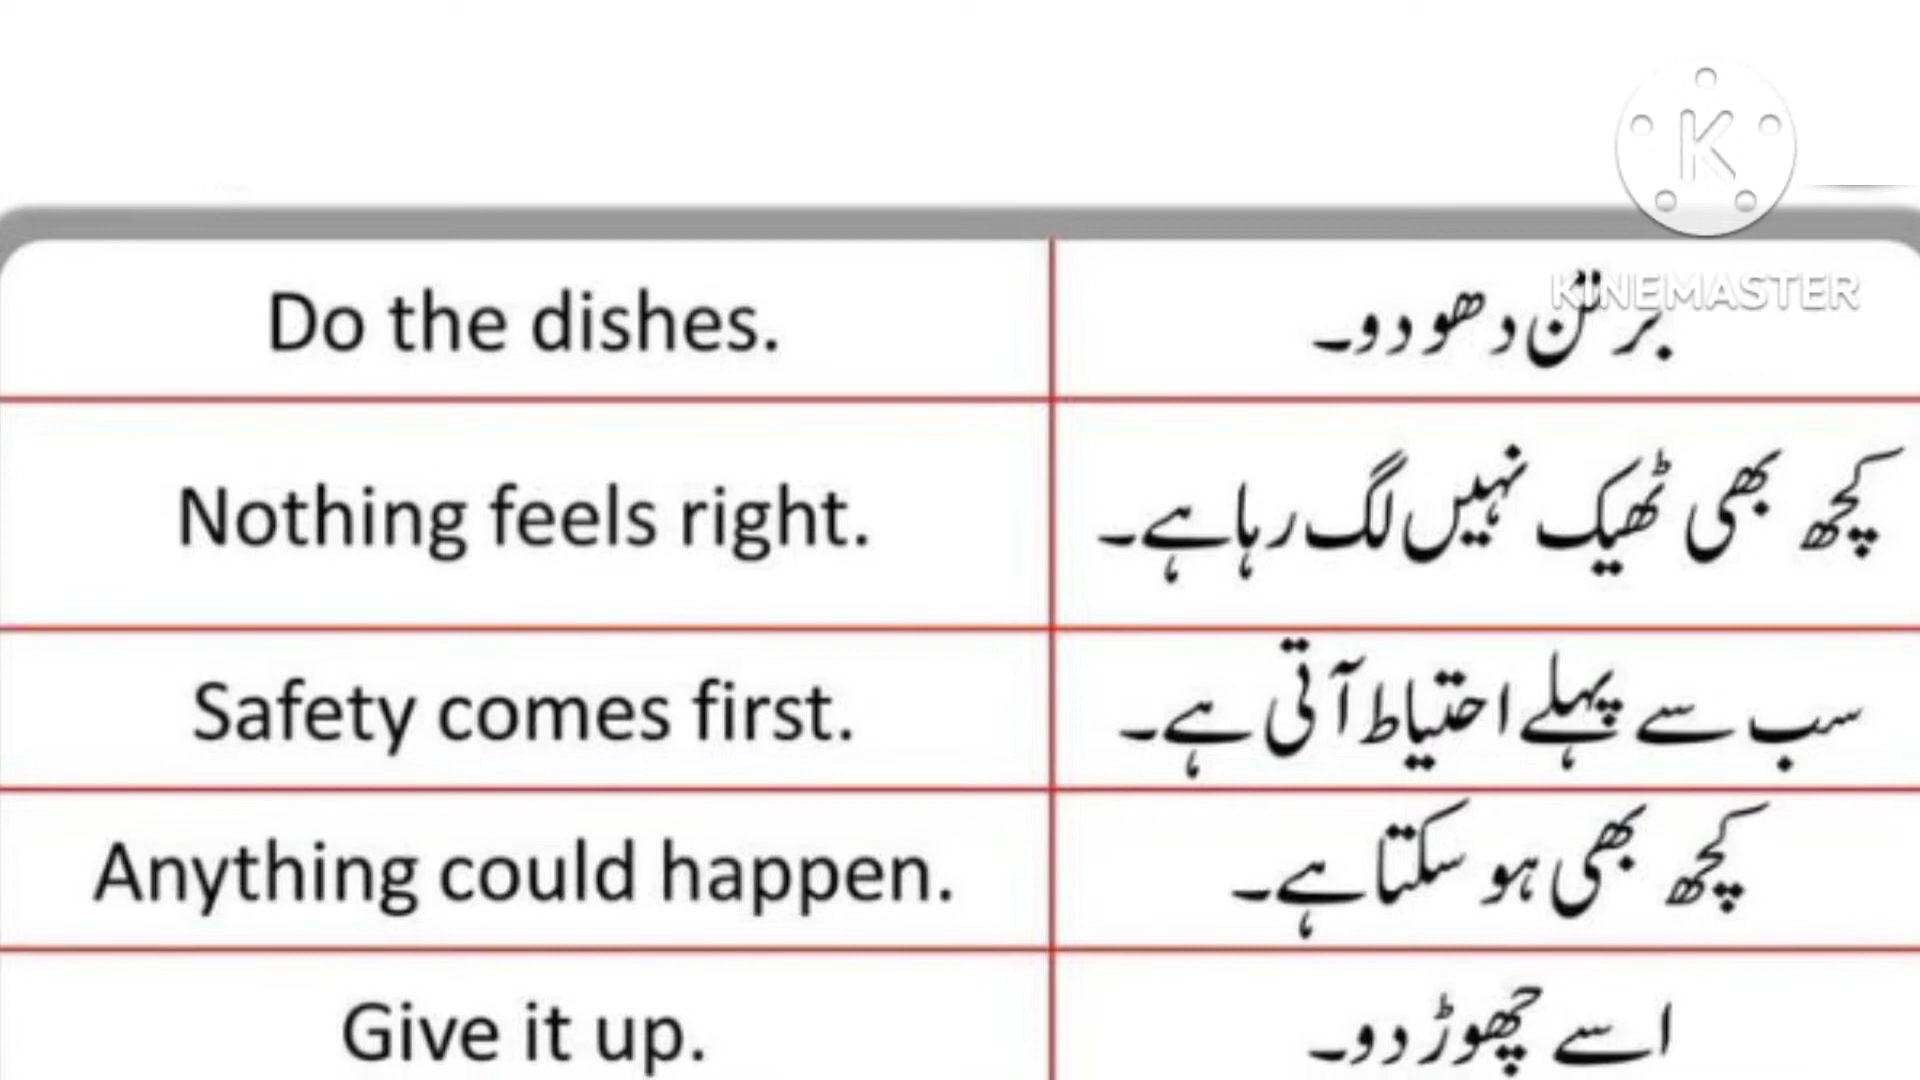 K
KINEMASTER
Do the dishes.
برتن دھو دو۔
Nothing feels right.
کچھ بھی ٹھیک نہیں لگ رہا ہے۔
Safety comes first.
سب سے پہلے احتیاط آتی ہے۔
Anything could happen.
کچھ بھی ہو سکتا ہے۔
Give it up.
اسے چھوڑ دو۔